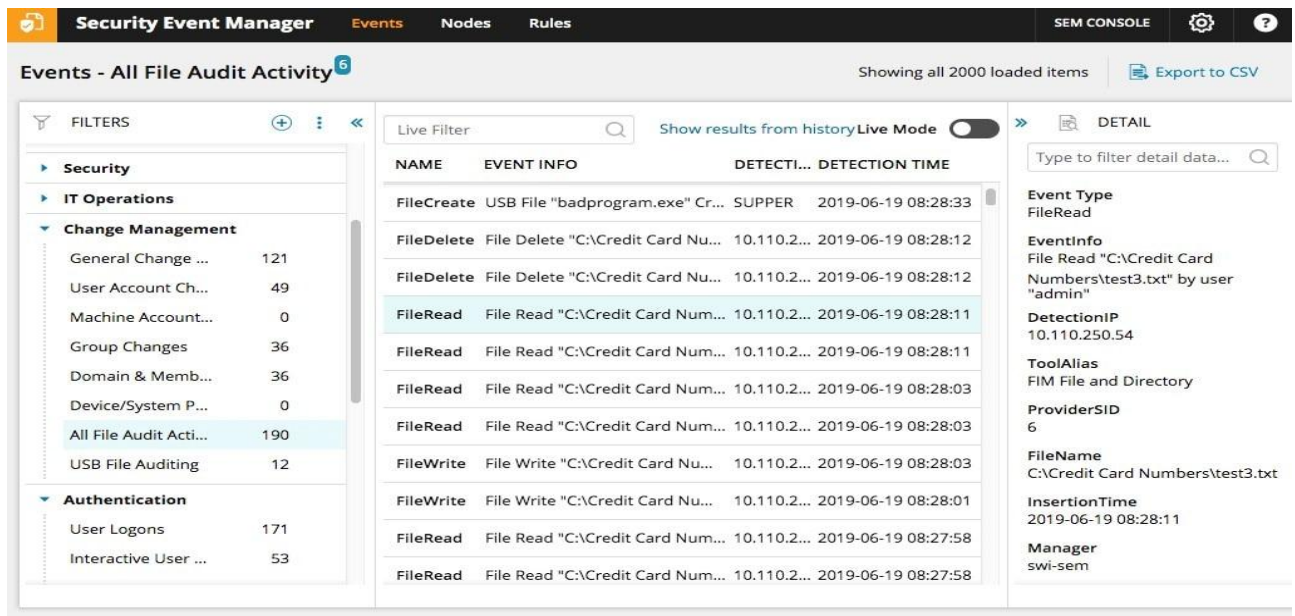 Security Event Manager Events Nodes Rules SEM CONSOLE ?
Events - All File Audit Activity 6
Showing all 2000 loaded items Export to CSV
FILTERS
Security
IT Operations
Change Management
General Change ... 121
User Account Ch... 49
Machine Account... 0
Group Changes 36
Domain & Memb... 36
Device/System P... 0
All File Audit Acti... 190
USB File Auditing 12
Authentication
User Logons 171
Interactive User ... 53
Live Filter Show results from history Live Mode
NAME EVENT INFO DETECTI... DETECTION TIME
FileCreate USB File "badprogram.exe" Cr... SUPPER 2019-06-19 08:28:33
FileDelete File Delete "C:\Credit Card Nu... 10.110.2... 2019-06-19 08:28:12
FileDelete File Delete "C:\Credit Card Nu... 10.110.2... 2019-06-19 08:28:12
FileRead File Read "C:\Credit Card Num... 10.110.2... 2019-06-19 08:28:11
FileRead File Read "C:\Credit Card Num... 10.110.2... 2019-06-19 08:28:11
FileRead File Read "C:\Credit Card Num... 10.110.2... 2019-06-19 08:28:03
FileRead File Read "C:\Credit Card Num... 10.110.2... 2019-06-19 08:28:03
FileWrite File Write "C:\Credit Card Nu... 10.110.2... 2019-06-19 08:28:03
FileWrite File Write "C:\Credit Card Nu... 10.110.2... 2019-06-19 08:28:01
FileRead File Read "C:\Credit Card Num... 10.110.2... 2019-06-19 08:27:58
FileRead File Read "C:\Credit Card Num... 10.110.2... 2019-06-19 08:27:58
DETAIL
Type to filter detail data...
Event Type
FileRead
EventInfo
File Read "C:\Credit Card
Numbers\test3.txt" by user
"admin"
DetectionIP
10.110.250.54
ToolAlias
FIM File and Directory
ProviderSID
6
FileName
C:\Credit Card Numbers\test3.txt
InsertionTime
2019-06-19 08:28:11
Manager
swi-sem